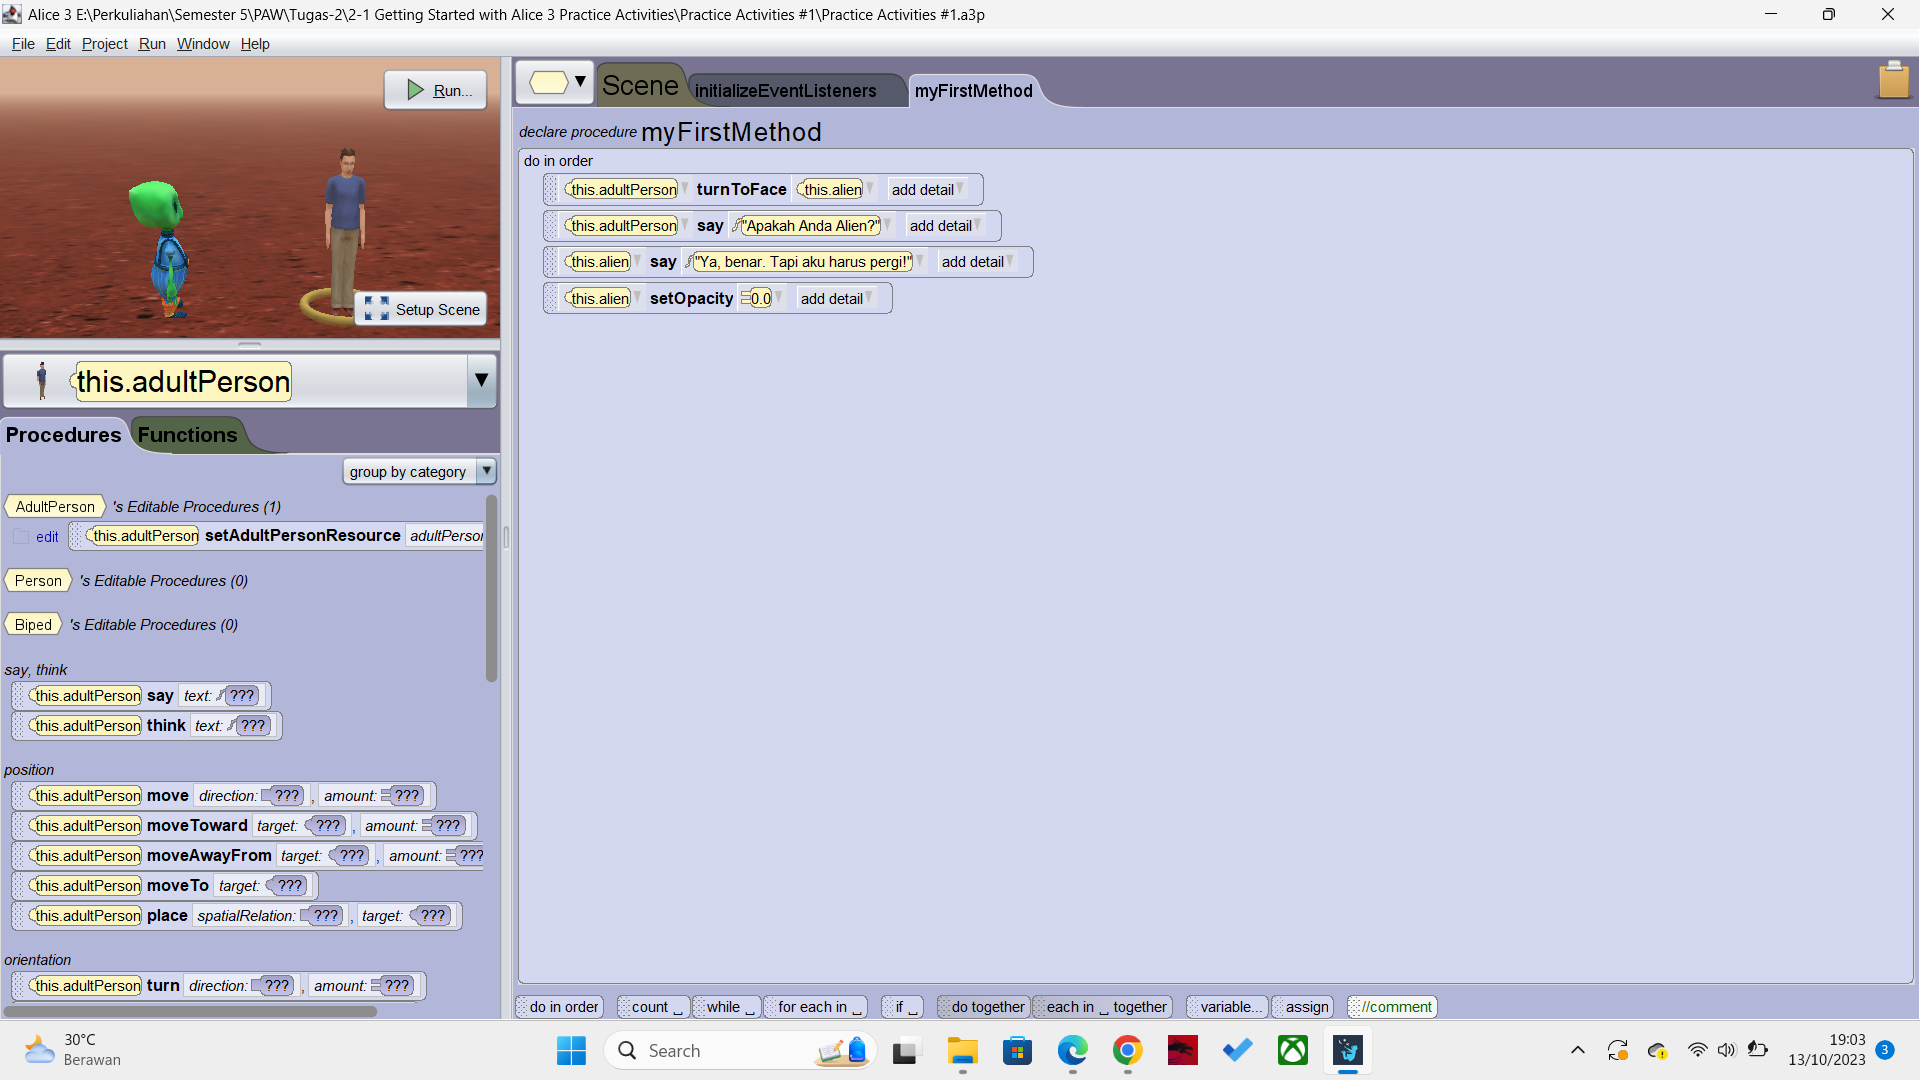 Alice 3 E:\Perkuliahan\Semester 5\PAW\Tugas-2\2-1 Getting Started with Alice 3 Practice Activities\Practice Activities #1\Practice Activities #1.a3p
File Edit Project Run Window Help
Run...
Setup Scene
this.adultPerson
Procedures Functions
group by category
AdultPerson 's Editable Procedures (1)
edit this.adultPerson setAdultPersonResource adultPerson
Person 's Editable Procedures (0)
Biped 's Editable Procedures (0)
say, think
this.adultPerson say text: ???
this.adultPerson think text: ???
position
this.adultPerson move direction: ??? , amount: ???
this.adultPerson moveToward target: ??? , amount: ???
this.adultPerson moveAwayFrom target: ??? , amount: ???
this.adultPerson moveTo target: ???
this.adultPerson place spatialRelation: ??? , target: ???
orientation
this.adultPerson turn direction: ??? , amount: ???
Scene initializeEventListeners myFirstMethod
declare procedure myFirstMethod
do in order
this.adultPerson turnToFace this.alien add detail
this.adultPerson say "Apakah Anda Alien?" add detail
this.alien say "Ya, benar. Tapi aku harus pergi!" add detail
this.alien setOpacity 0.0 add detail
do in order count _ while _ for each in _ if _ do together each in _ together variable... assign //comment
30°C
Berawan
Search
19:03
13/10/2023
3